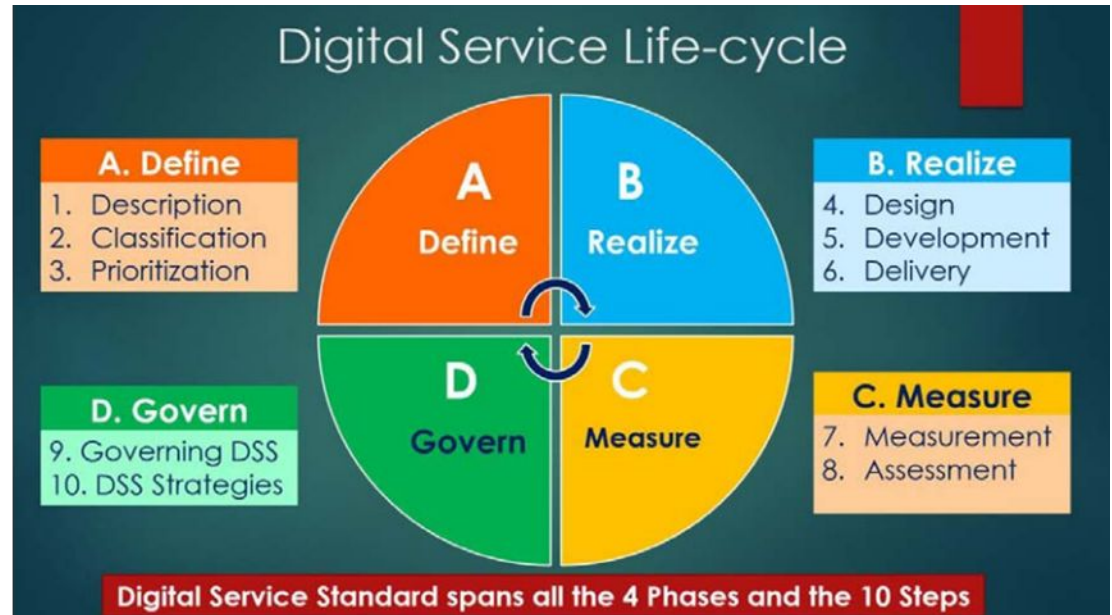 Digital Service Life-cycle
A. Define
1. Description
2. Classification
3. Prioritization
A
Define
B
Realize
B. Realize
4. Design
5. Development
6. Delivery
D. Govern
9. Governing DSS
10. DSS Strategies
D
Govern
C
Measure
C. Measure
7. Measurement
8. Assessment
Digital Service Standard spans all the 4 Phases and the 10 Steps